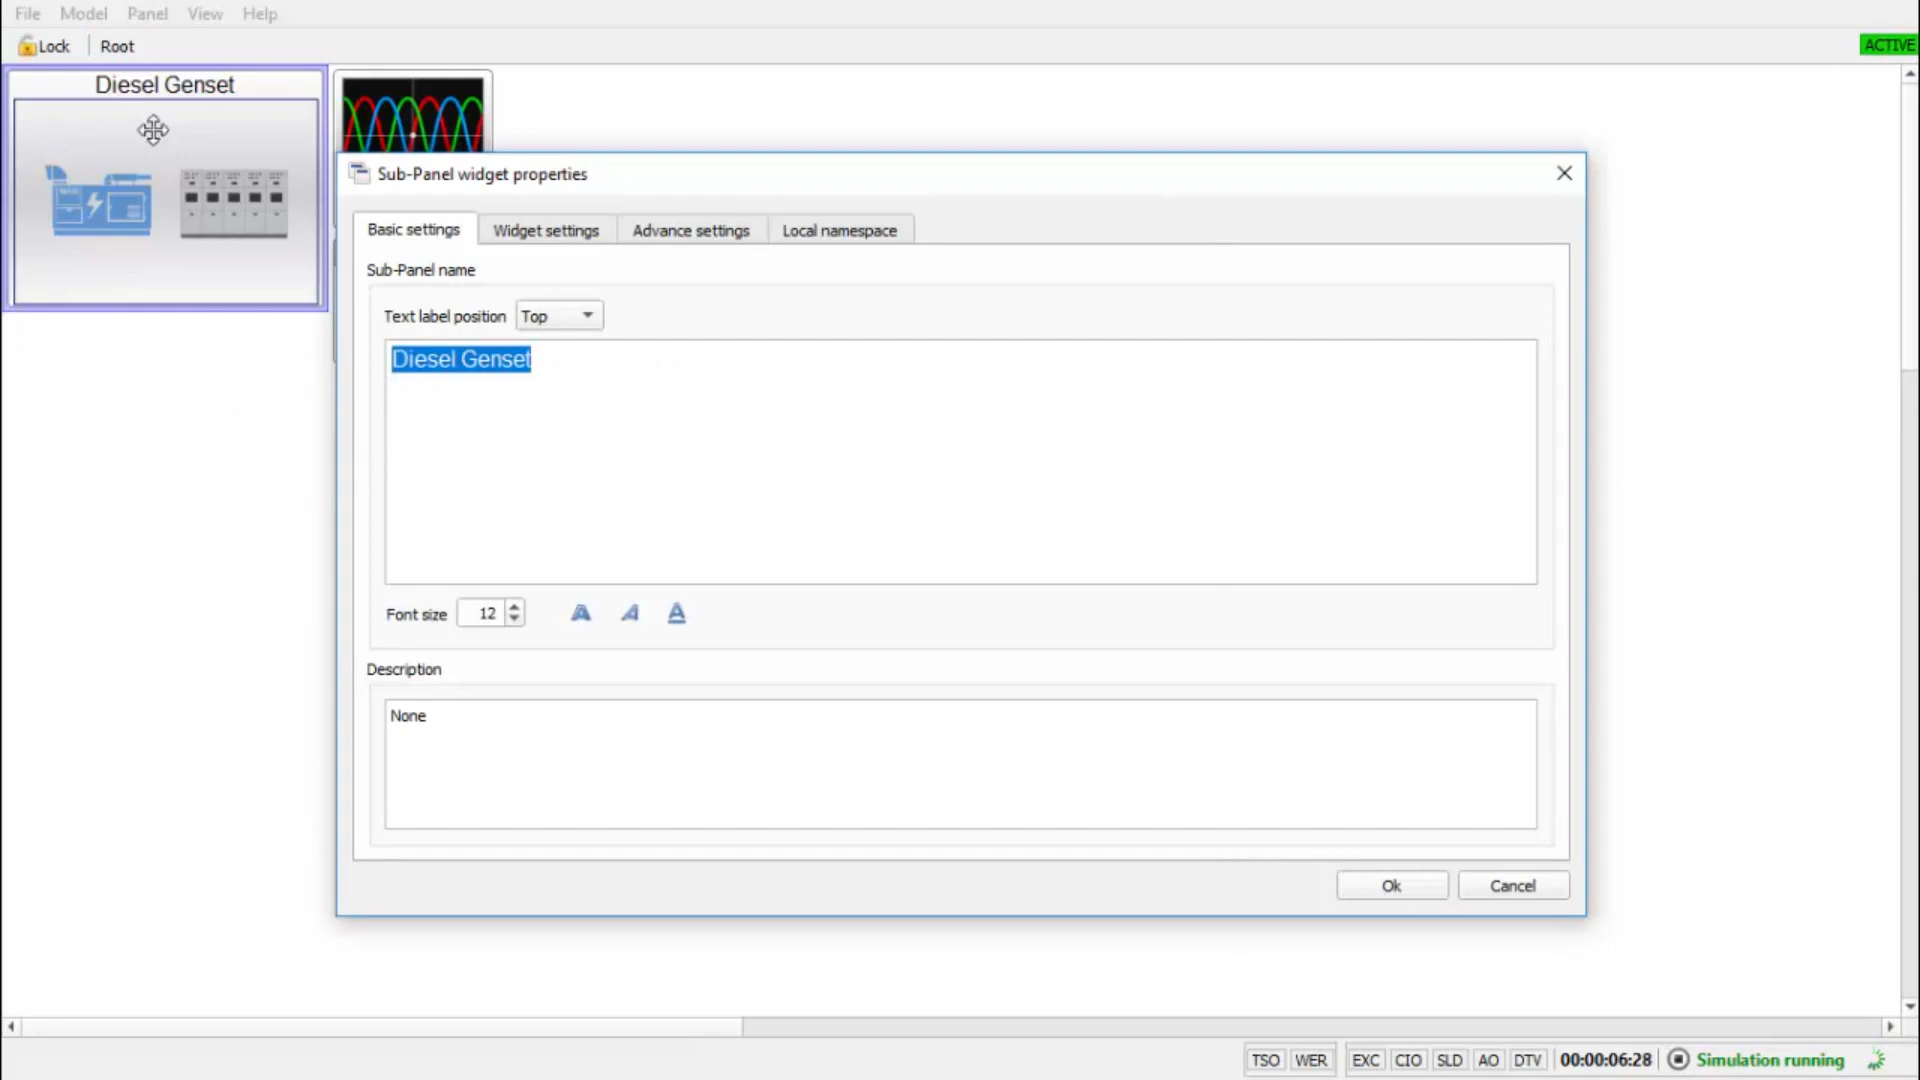 File Model Panel View Help
Lock Root ACTIVE
Diesel Genset
Sub-Panel widget properties
Basic settings Widget settings Advance settings Local namespace
Sub-Panel name
Text label position Top
Diesel Genset
Font size 12 A A A
Description
None
Ok Cancel
TSO WER EXC CIO SLD AO DTV 00:00:06:28 Simulation running